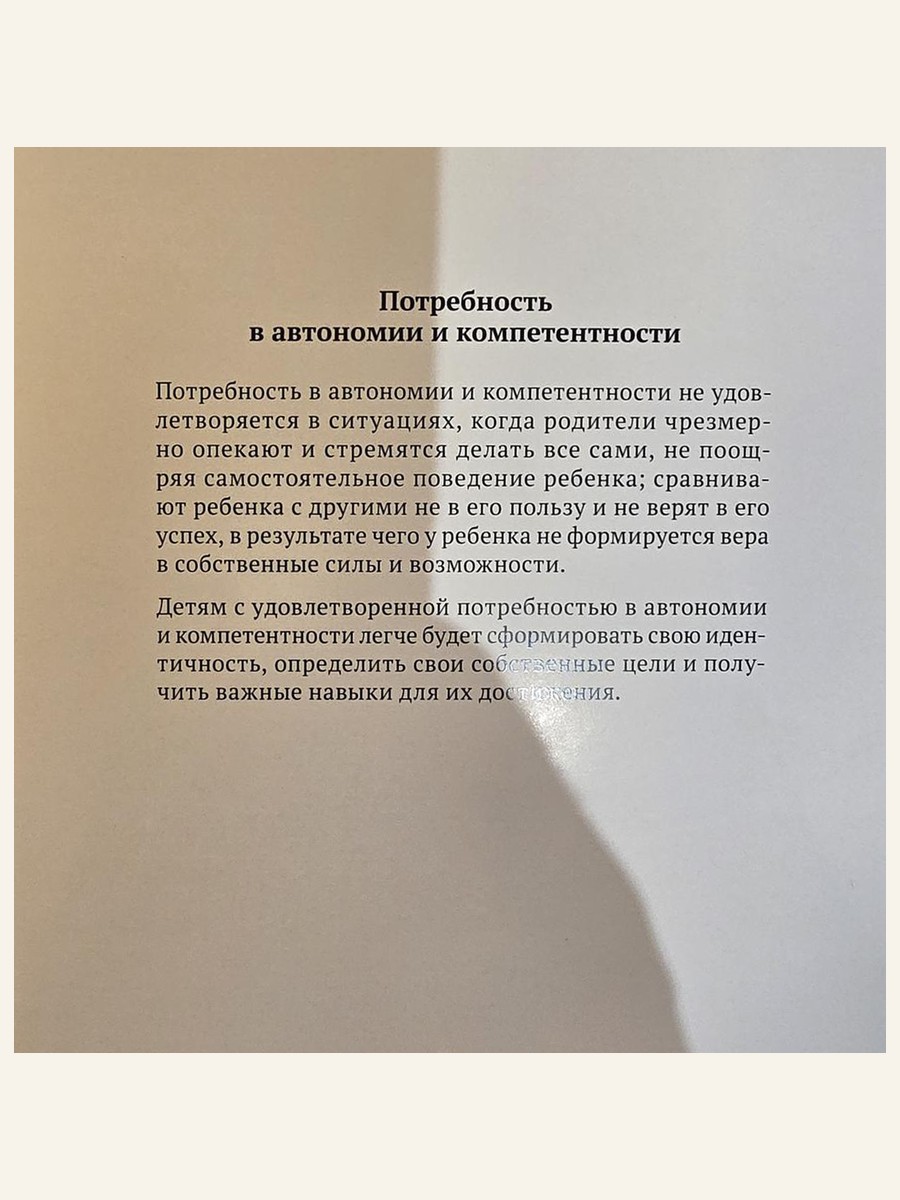 Потребность
в автономии и компетентности
Потребность в автономии и компетентности не удов-
летворяется в ситуациях, когда родители чрезмер-
но опекают и стремятся делать все сами, не поощ-
ряя самостоятельное поведение ребенка; сравнива-
ют ребенка с другими не в его пользу и не верят в его
успех, в результате чего у ребенка не формируется вера
в собственные силы и возможности.
Детям с удовлетворенной потребностью в автономии
и компетентности легче будет сформировать свою иден-
тичность, определить свои собственные цели и полу-
чить важные навыки для их достижения.